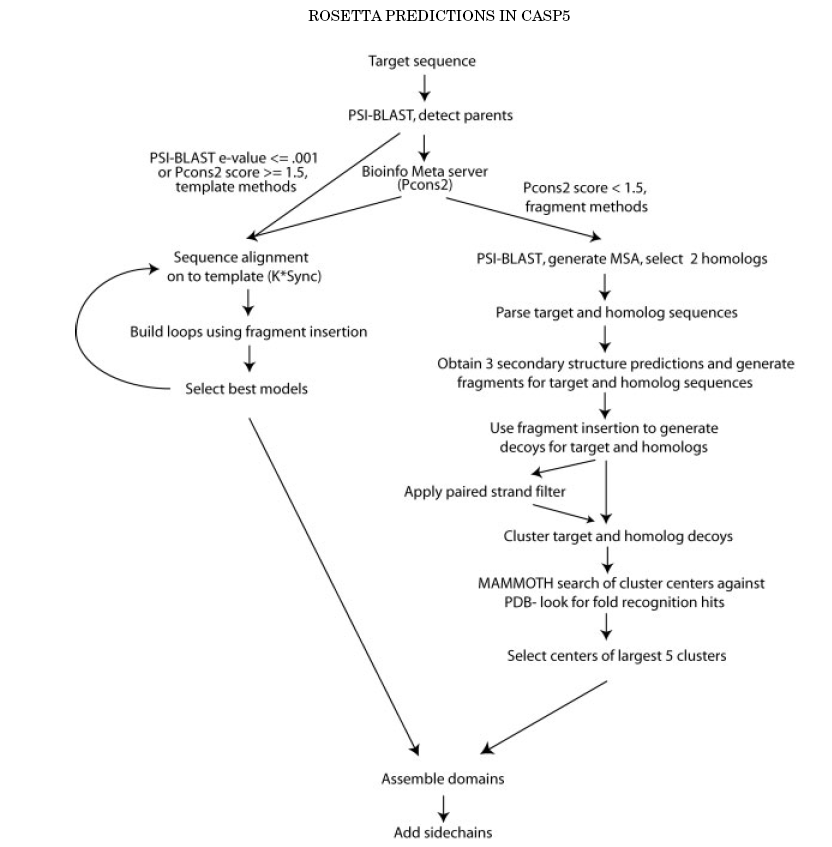 ROSETTA PREDICTIONS IN CASP5
Target sequence
PSI-BLAST, detect parents
PSI-BLAST e-value <= .001
or Pcons2 score >= 1.5,
template methods
Bioinfo Meta server
(Pcons2)
Pcons2 score < 1.5,
fragment methods
Sequence alignment
on to template (K*Sync)
Build loops using fragment insertion
Select best models
PSI-BLAST, generate MSA, select 2 homologs
Parse target and homolog sequences
Obtain 3 secondary structure predictions and generate
fragments for target and homolog sequences
Use fragment insertion to generate
decoys for target and homologs
Apply paired strand filter
Cluster target and homolog decoys
MAMMOTH search of cluster centers against
PDB- look for fold recognition hits
Select centers of largest 5 clusters
Assemble domains
Add sidechains